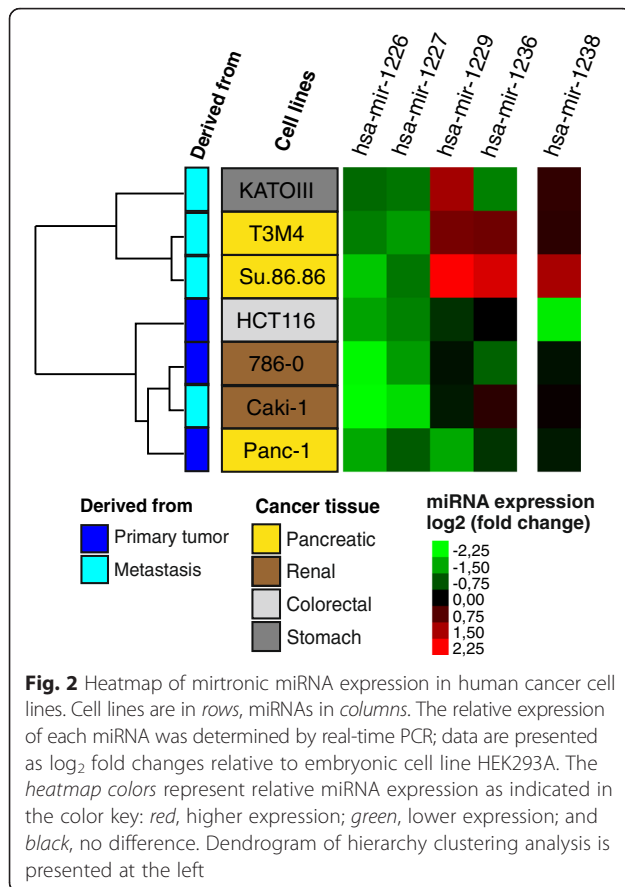 Derived from
Cell lines
hsa-mir-1226
hsa-mir-1227
hsa-mir-1229
hsa-mir-1236
hsa-mir-1238
KATOIII
T3M4
Su.86.86
HCT116
786-0
Caki-1
Panc-1
Derived from
Primary tumor
Metastasis
Cancer tissue
Pancreatic
Renal
Colorectal
Stomach
miRNA expression
log2 (fold change)
-2,25
-1,50
-0,75
0,00
0,75
1,50
2,25
Fig. 2 Heatmap of mirtronic miRNA expression in human cancer cell
lines. Cell lines are in rows, miRNAs in columns. The relative expression
of each miRNA was determined by real-time PCR; data are presented
as log₂ fold changes relative to embryonic cell line HEK293A. The
heatmap colors represent relative miRNA expression as indicated in
the color key: red, higher expression; green, lower expression; and
black, no difference. Dendrogram of hierarchy clustering analysis is
presented at the left